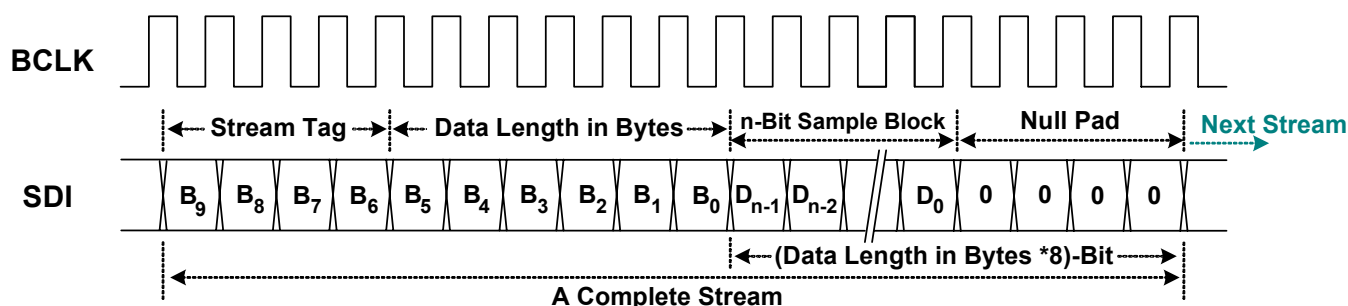 BCLK
Stream Tag Data Length in Bytes n-Bit Sample Block Null Pad Next Stream
SDI B9 B8 B7 B6 B5 B4 B3 B2 B1 B0 Dn-1 Dn-2 D0 0 0 0 0
(Data Length in Bytes *8)-Bit
A Complete Stream